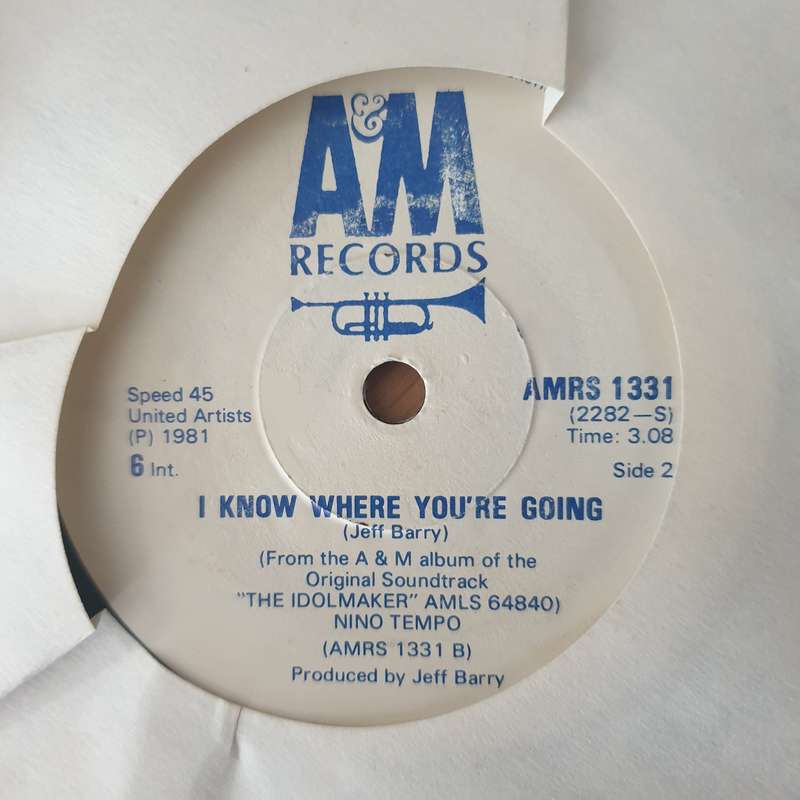 A&M
RECORDS
Speed 45
United Artists
(P) 1981
6 Int.
AMRS 1331
(2282-S)
Time: 3.08
Side 2
I KNOW WHERE YOU'RE GOING
(Jeff Barry)
(From the A & M album of the
Original Soundtrack
"THE IDOLMAKER" AMLS 64840)
NINO TEMPO
(AMRS 1331 B)
Produced by Jeff Barry